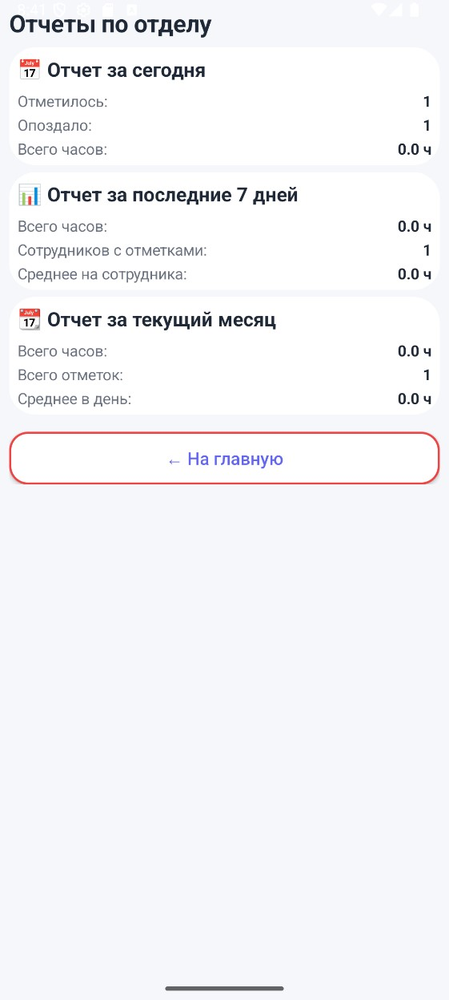 8:41
Отчеты по отделу
📅 Отчет за сегодня
Отметилось: 1
Опоздало: 1
Всего часов: 0.0 ч
📊 Отчет за последние 7 дней
Всего часов: 0.0 ч
Сотрудников с отметками: 1
Среднее на сотрудника: 0.0 ч
📆 Отчет за текущий месяц
Всего часов: 0.0 ч
Всего отметок: 1
Среднее в день: 0.0 ч
← На главную